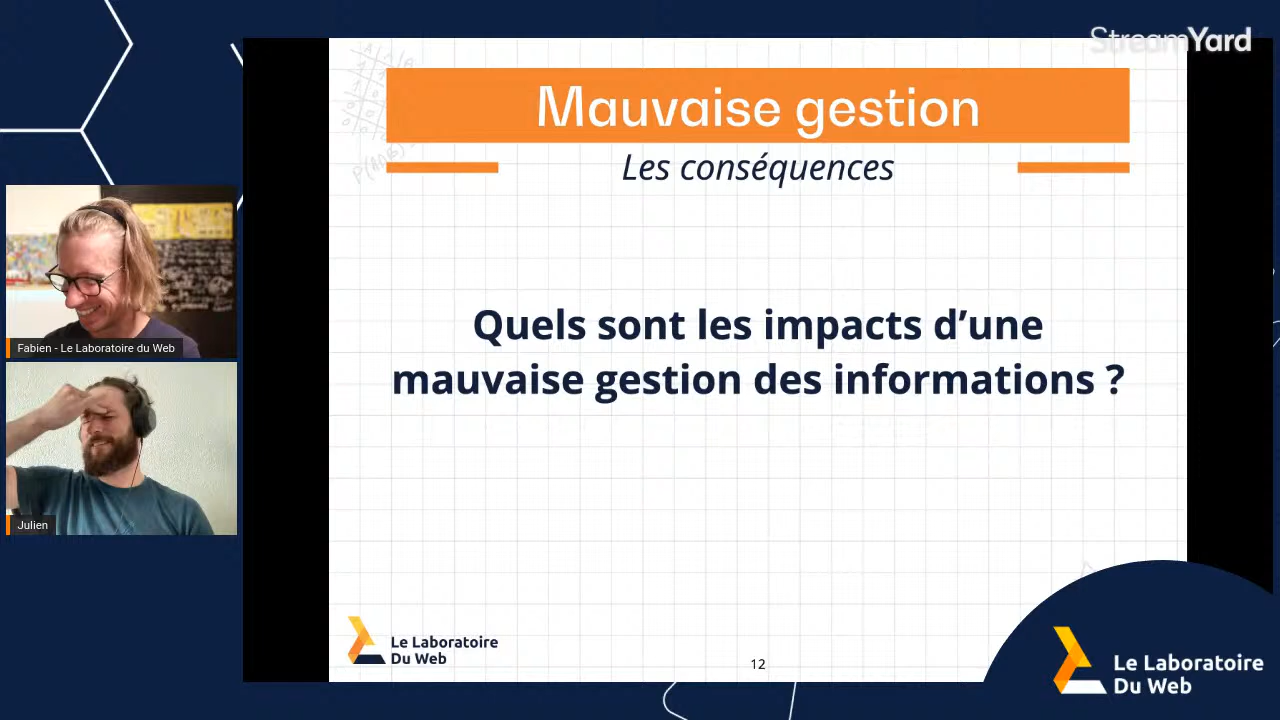 StreamYard
Mauvaise gestion
Les conséquences
Quels sont les impacts d’une
mauvaise gestion des informations ?
Fabien - Le Laboratoire du Web
Julien
Le Laboratoire
Du Web
12
Le Laboratoire
Du Web